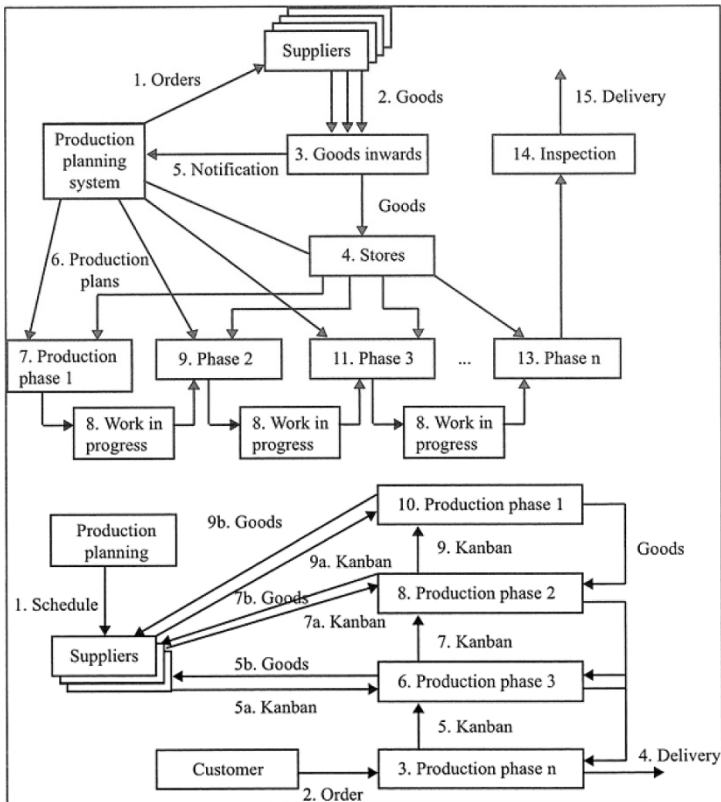 Suppliers
1. Orders
2. Goods
15. Delivery
Production
planning
system
5. Notification
3. Goods inwards
14. Inspection
Goods
4. Stores
6. Production
plans
7. Production
phase 1
9. Phase 2
11. Phase 3
...
13. Phase n
8. Work in
progress
8. Work in
progress
8. Work in
progress
10. Production phase 1
9b. Goods
Production
planning
9a. Kanban
9. Kanban
Goods
1. Schedule
7b. Goods
8. Production phase 2
7a. Kanban
7. Kanban
Suppliers
5b. Goods
6. Production phase 3
5a. Kanban
5. Kanban
4. Delivery
Customer
3. Production phase n
2. Order